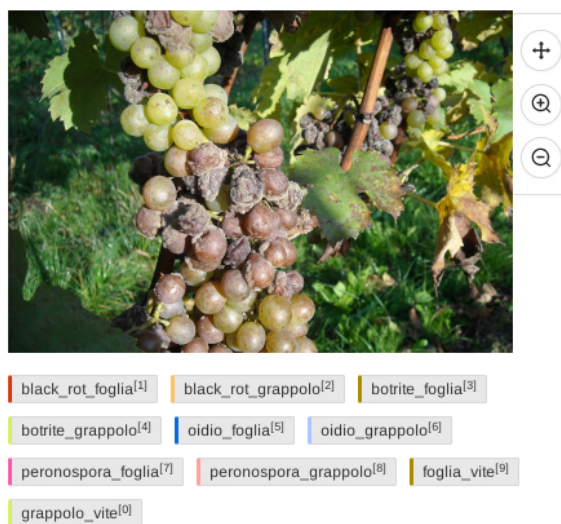 black_rot_foglia[1] black_rot_grappolo[2] botrite_foglia[3]
botrite_grappolo[4] oidio_foglia[5] oidio_grappolo[6]
peronospora_foglia[7] peronospora_grappolo[8] foglia_vite[9]
grappolo_vite[0]